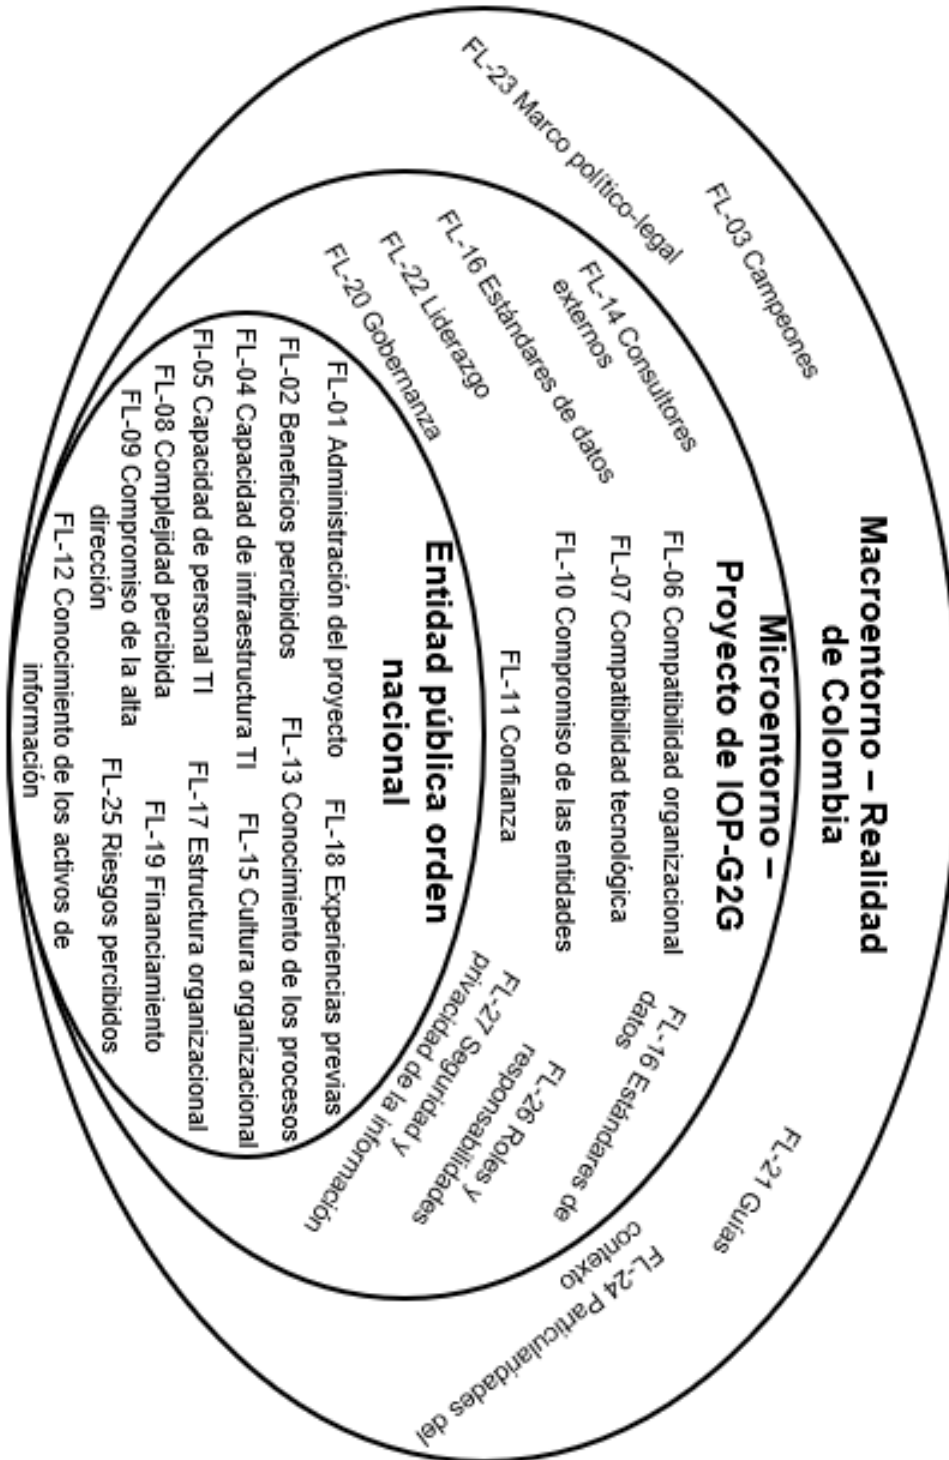 Macroentorno – Realidad
de Colombia
FL-23 Marco político-legal
FL-03 Campeones
FL-21 Guías
FL-24 Particularidades del
contexto
Microentorno –
Proyecto de IOP-G2G
FL-14 Consultores
externos
FL-16 Estándares de datos
FL-22 Liderazgo
FL-20 Gobernanza
FL-06 Compatibilidad organizacional
FL-07 Compatibilidad tecnológica
FL-10 Compromiso de las entidades
FL-11 Confianza
FL-16 Estándares de
datos
FL-26 Roles y
responsabilidades
FL-27 Seguridad y
privacidad de la información
Entidad pública orden
nacional
FL-01 Administración del proyecto
FL-02 Beneficios percibidos
FL-04 Capacidad de infraestructura TI
Fl-05 Capacidad de personal TI
FL-08 Complejidad percibida
FL-09 Compromiso de la alta
dirección
FL-18 Experiencias previas
FL-13 Conocimiento de los procesos
FL-15 Cultura organizacional
FL-17 Estructura organizacional
FL-19 Financiamiento
FL-25 Riesgos percibidos
FL-12 Conocimiento de los activos de
información